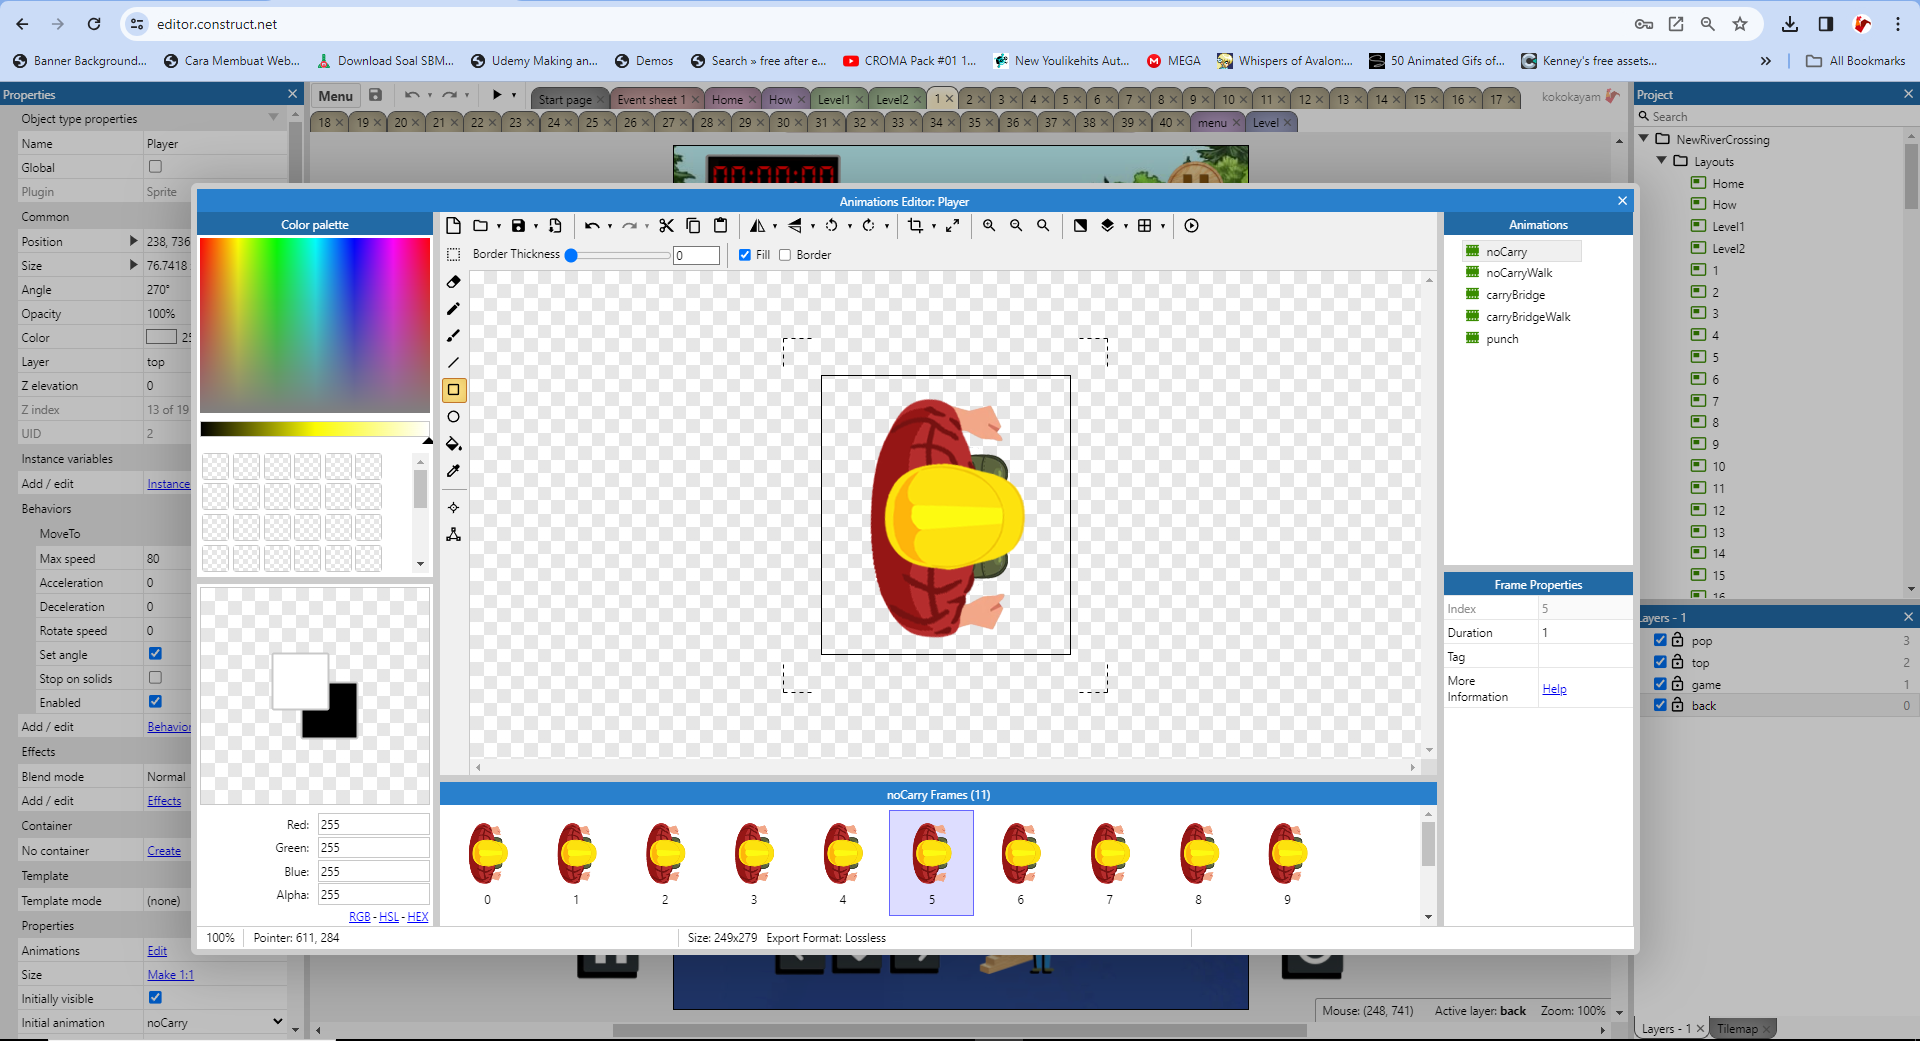 editor.construct.net
Banner Background... Cara Membuat Web... Download Soal SBM... Udemy Making an... Demos Search » free after e... CROMA Pack #01 1... New Youlikehits Aut... MEGA Whispers of Avalon:... 50 Animated Gifs of... Kenney's free assets... » All Bookmarks
Properties
Menu
Start page Event sheet 1 Home How Level1 Level2 1 2 3 4 5 6 7 8 9 10 11 12 13 14 15 16 17
kokokayam
18 19 20 21 22 23 24 25 26 27 28 29 30 31 32 33 34 35 36 37 38 39 40 menu Level
Object type properties
Name Player
Global
Plugin Sprite
Common
Position 238, 736
Size 76.7418
Angle 270°
Opacity 100%
Color 25
Layer top
Z elevation 0
Z index 13 of 19
UID 2
Instance variables
Add / edit Instance
Behaviors
MoveTo
Max speed 80
Acceleration 0
Deceleration 0
Rotate speed 0
Set angle
Stop on solids
Enabled
Add / edit Behavior
Effects
Blend mode Normal
Add / edit Effects
Container
No container Create
Template
Template mode (none)
Properties
Animations Edit
Size Make 1:1
Initially visible
Initial animation noCarry
00:00:00
Animations Editor: Player
Color palette
Red: 255
Green: 255
Blue: 255
Alpha: 255
RGB - HSL - HEX
Border Thickness 0 Fill Border
noCarry Frames (11)
0 1 2 3 4 5 6 7 8 9
100% Pointer: 611, 284 Size: 249x279 Export Format: Lossless
Animations
noCarry
noCarryWalk
carryBridge
carryBridgeWalk
punch
Frame Properties
Index 5
Duration 1
Tag
More
Information Help
Mouse: (248, 741) Active layer: back Zoom: 100%
Project
Search
NewRiverCrossing
Layouts
Home
How
Level1
Level2
1
2
3
4
5
6
7
8
9
10
11
12
13
14
15
16
Layers - 1
pop 3
top 2
game 1
back 0
Layers - 1 Tilemap